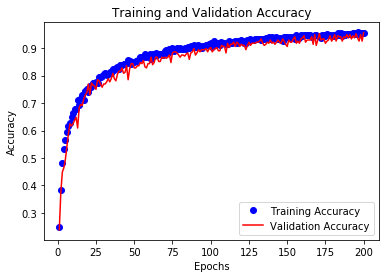 Training and Validation Accuracy
Accuracy
0.9
0.8
0.7
0.6
0.5
0.4
0.3
Training Accuracy
Validation Accuracy
0 25 50 75 100 125 150 175 200
Epochs